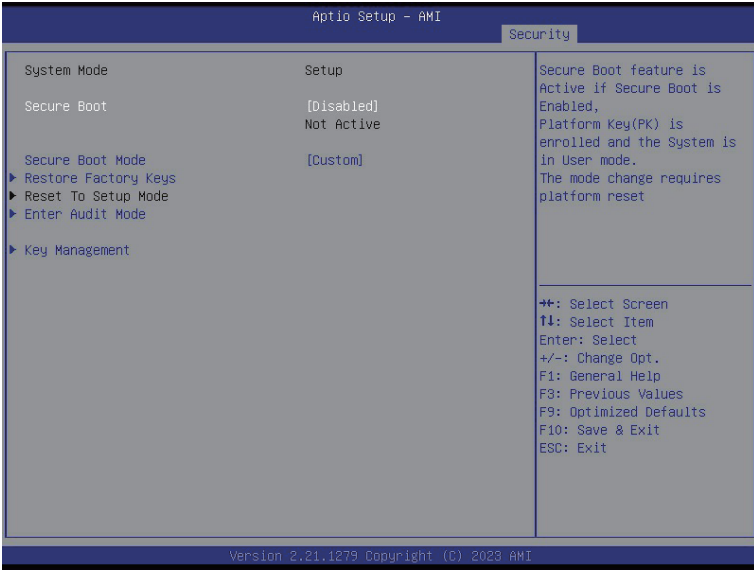 Aptio Setup – AMI
Security
System Mode Setup
Secure Boot [Disabled]
Not Active
Secure Boot Mode [Custom]
Restore Factory Keys
Reset To Setup Mode
Enter Audit Mode
Key Management
Secure Boot feature is
Active if Secure Boot is
Enabled,
Platform Key(PK) is
enrolled and the System is
in User mode.
The mode change requires
platform reset
→←: Select Screen
↑↓: Select Item
Enter: Select
+/-: Change Opt.
F1: General Help
F3: Previous Values
F9: Optimized Defaults
F10: Save & Exit
ESC: Exit
Version 2.21.1279 Copyright (C) 2023 AMI